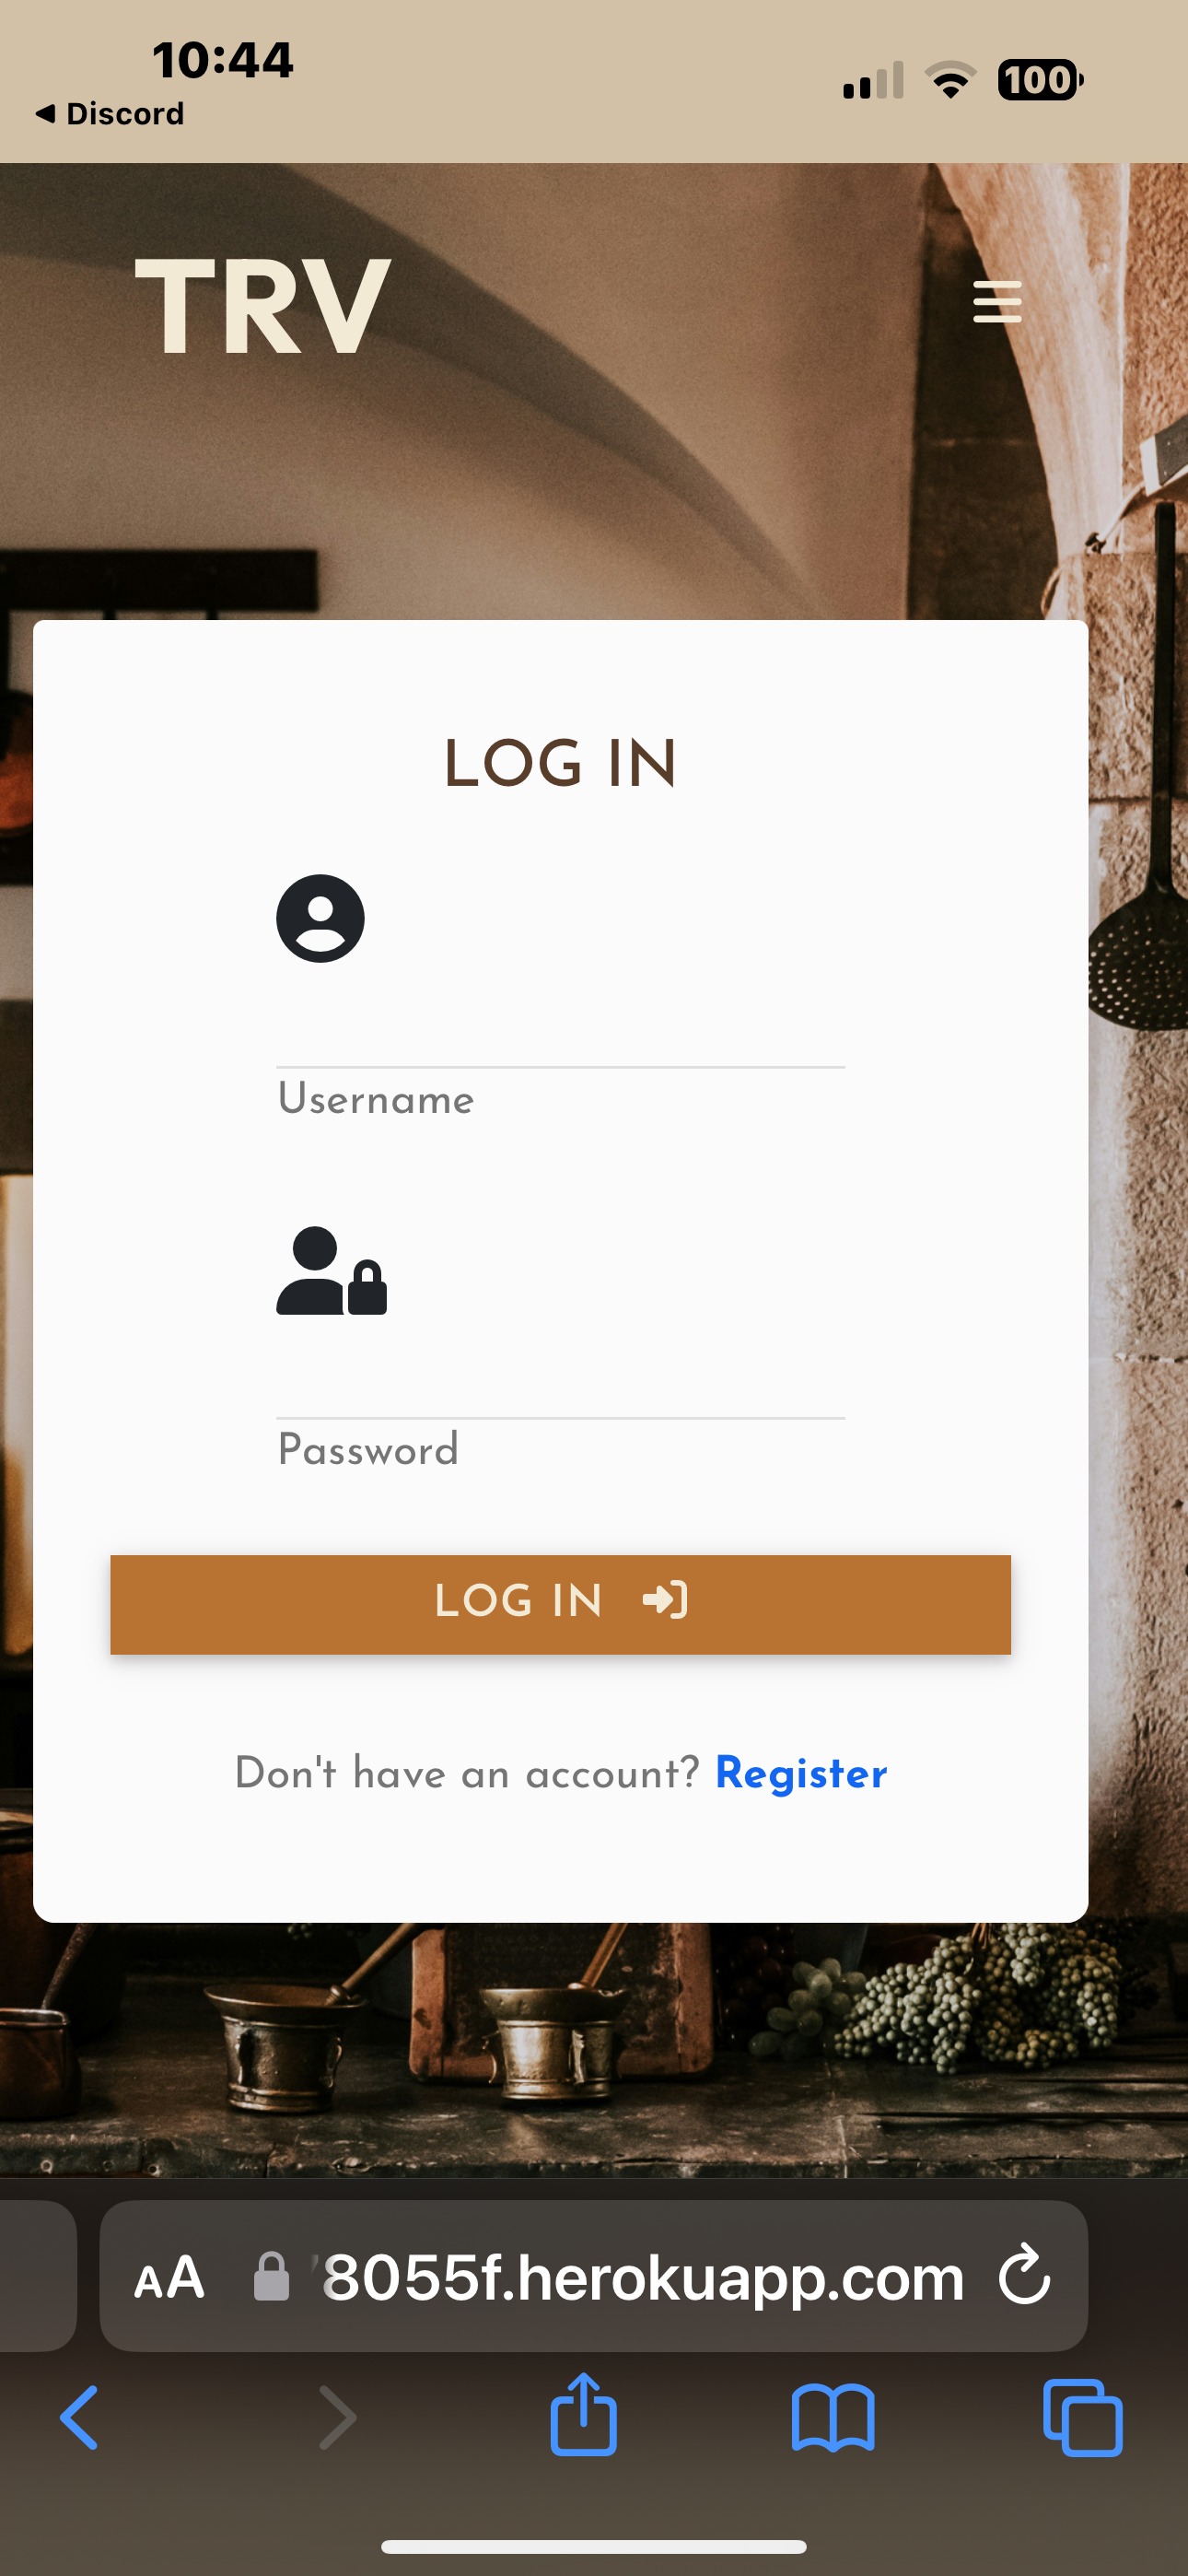 10:44
100
◀ Discord
TRV
LOG IN
Username
Password
LOG IN
Don't have an account? Register
AA 8055f.herokuapp.com